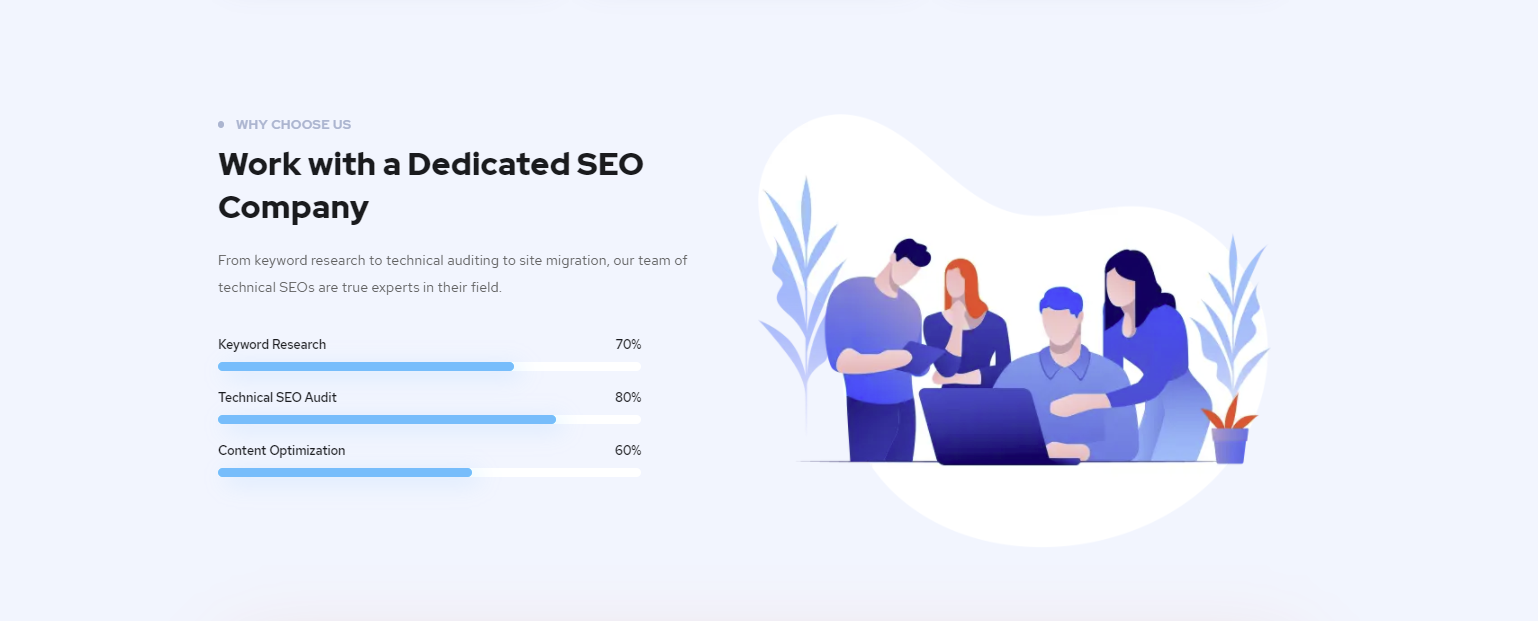 WHY CHOOSE US
Work with a Dedicated SEO
Company
From keyword research to technical auditing to site migration, our team of
technical SEOs are true experts in their field.
Keyword Research 70%
Technical SEO Audit 80%
Content Optimization 60%